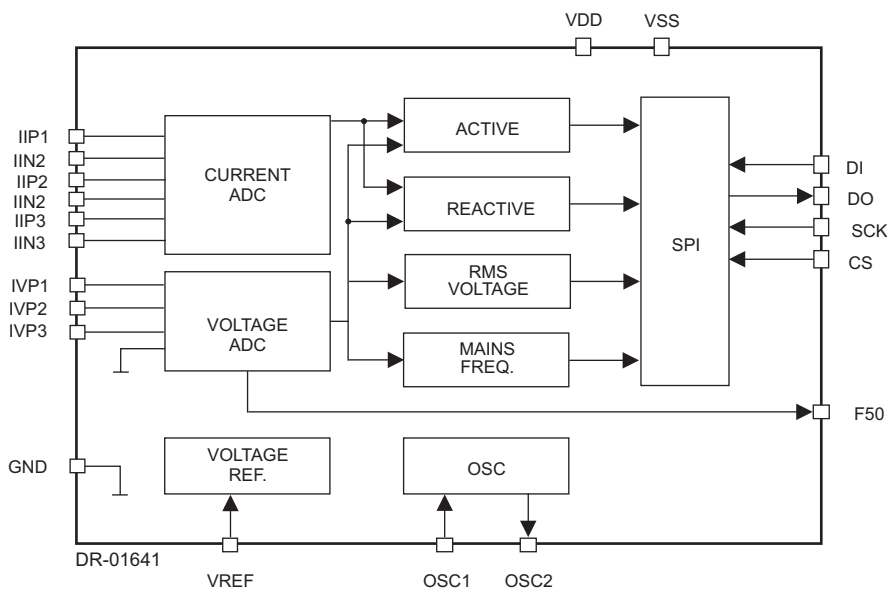 VDD
VSS
IIP1
IIN2
IIP2
IIN2
IIP3
IIN3
IVP1
IVP2
IVP3
GND
CURRENT
ADC
VOLTAGE
ADC
VOLTAGE
REF.
ACTIVE
REACTIVE
RMS
VOLTAGE
MAINS
FREQ.
OSC
SPI
DI
DO
SCK
CS
F50
DR-01641
VREF
OSC1
OSC2